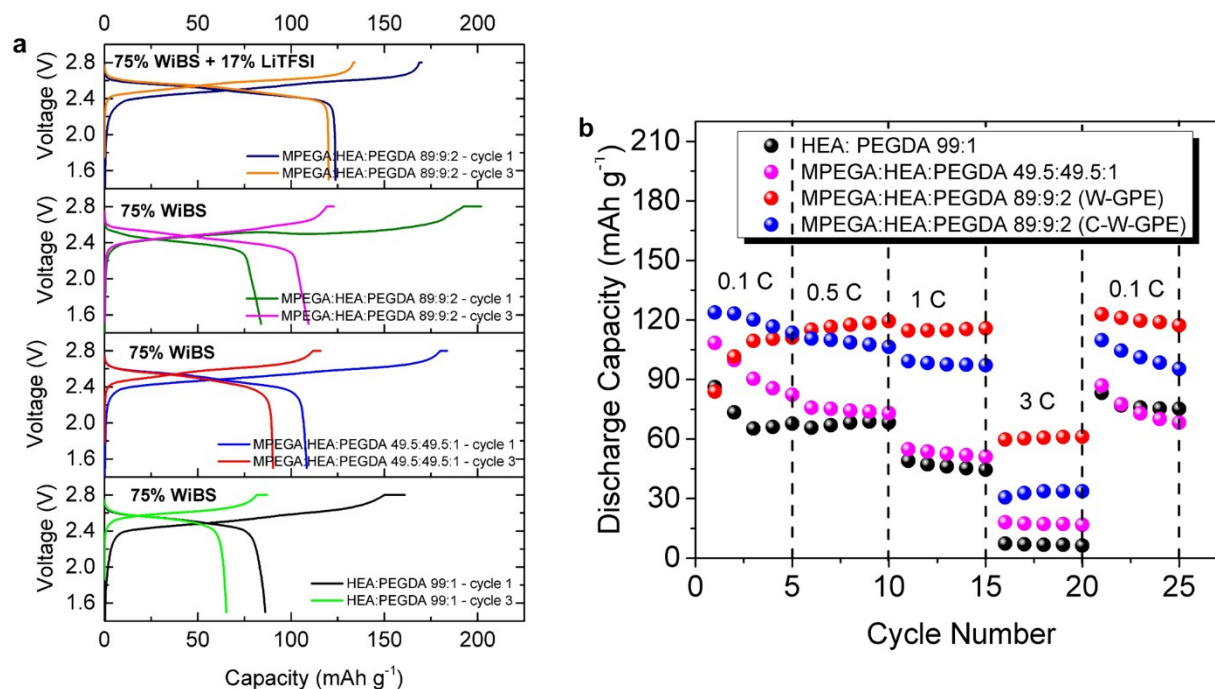 a
0 50 100 150 200
75% WiBS + 17% LiTFSI
MPEGA:HEA:PEGDA 89:9:2 - cycle 1
MPEGA:HEA:PEGDA 89:9:2 - cycle 3
Voltage (V)
2.8
2.4
2.0
1.6
75% WiBS
MPEGA:HEA:PEGDA 89:9:2 - cycle 1
MPEGA:HEA:PEGDA 89:9:2 - cycle 3
Voltage (V)
2.8
2.4
2.0
1.6
75% WiBS
MPEGA:HEA:PEGDA 49.5:49.5:1 - cycle 1
MPEGA:HEA:PEGDA 49.5:49.5:1 - cycle 3
Voltage (V)
2.8
2.4
2.0
1.6
75% WiBS
HEA:PEGDA 99:1 - cycle 1
HEA:PEGDA 99:1 - cycle 3
Voltage (V)
2.8
2.4
2.0
1.6
0 50 100 150 200
Capacity (mAh g⁻¹)
b
HEA: PEGDA 99:1
MPEGA:HEA:PEGDA 49.5:49.5:1
MPEGA:HEA:PEGDA 89:9:2 (W-GPE)
MPEGA:HEA:PEGDA 89:9:2 (C-W-GPE)
0.1 C
0.5 C
1 C
3 C
0.1 C
Discharge Capacity (mAh g⁻¹)
210
180
150
120
90
60
30
0
0 5 10 15 20 25
Cycle Number